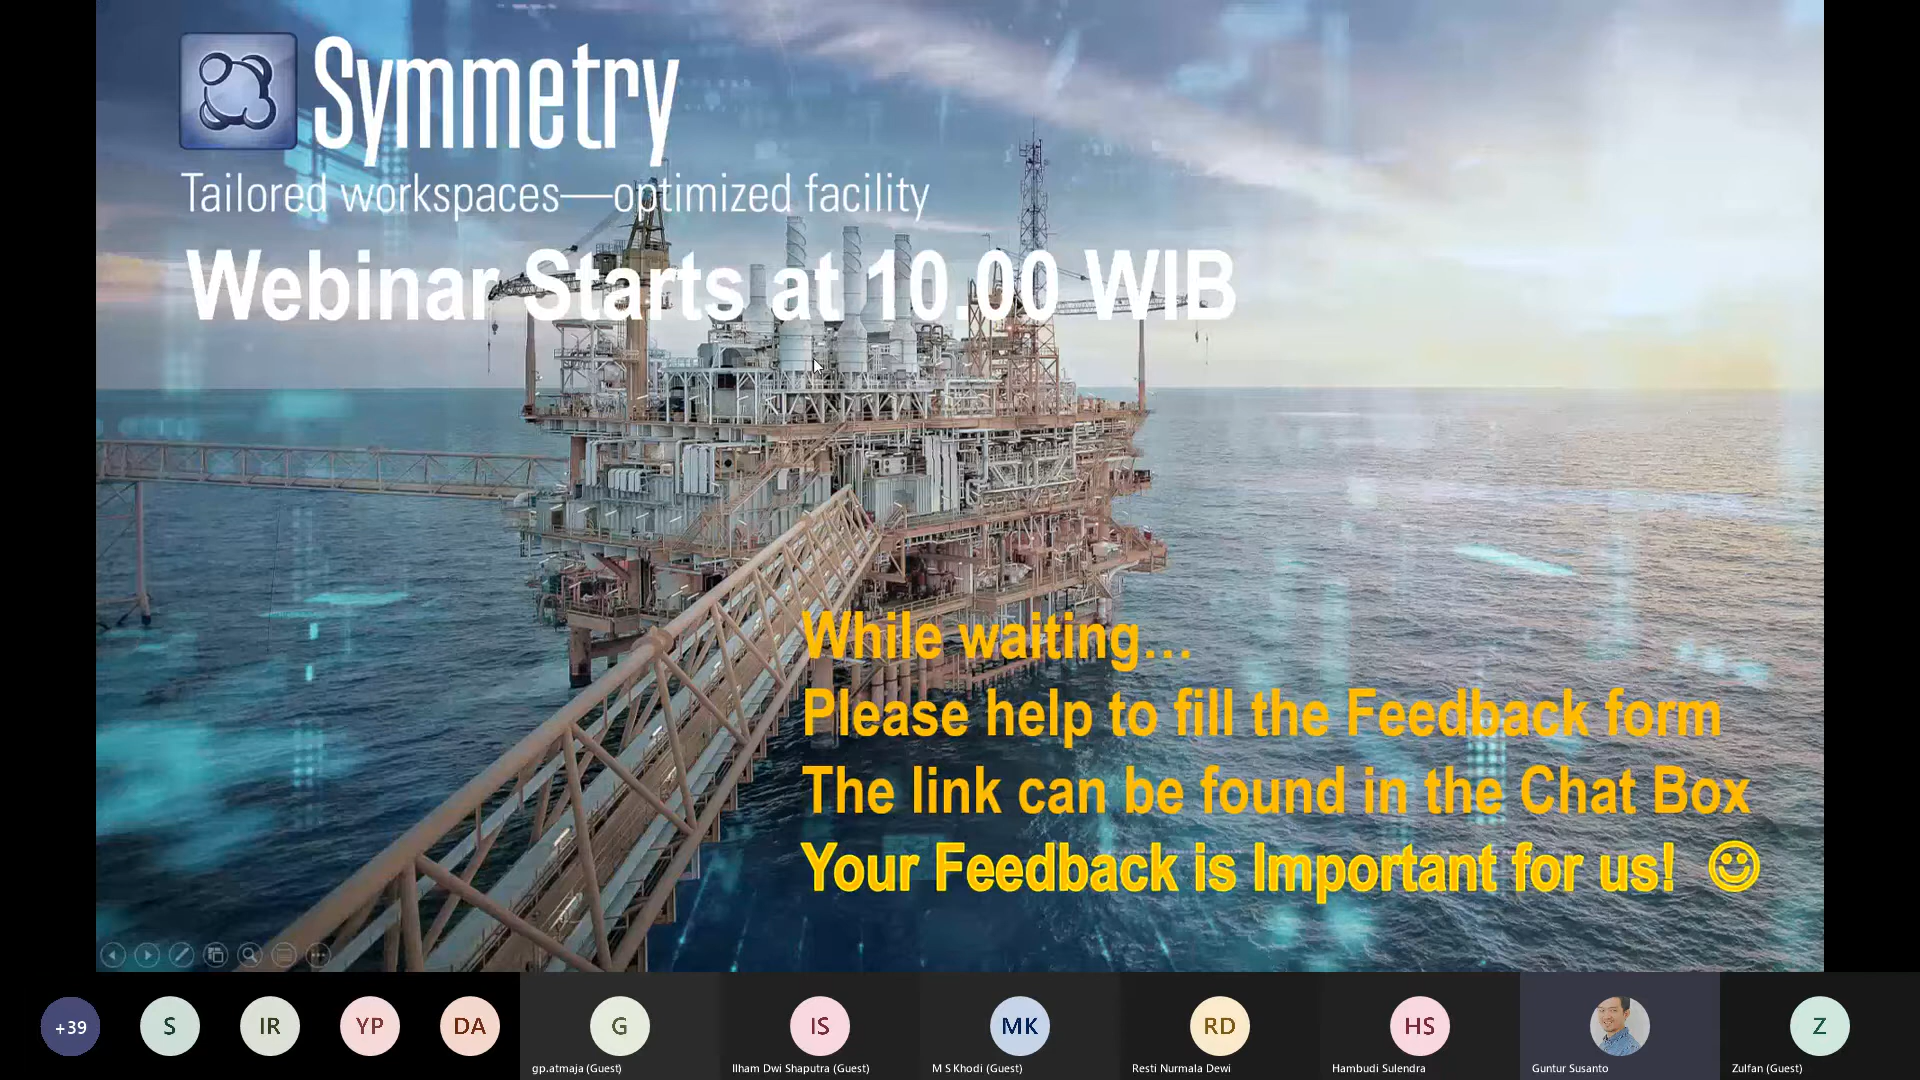 Symmetry
Tailored workspaces—optimized facility
Webinar Starts at 10.00 WIB
While waiting...
Please help to fill the Feedback form
The link can be found in the Chat Box
Your Feedback is Important for us! ☺
+39
S
IR
YP
DA
G
IS
MK
RD
HS
Z
gp.atmaja (Guest)
Ilham Dwi Shaputra (Guest)
M S Khodi (Guest)
Resti Nurmala Dewi
Hambudi Sulendra
Guntur Susanto
Zulfan (Guest)